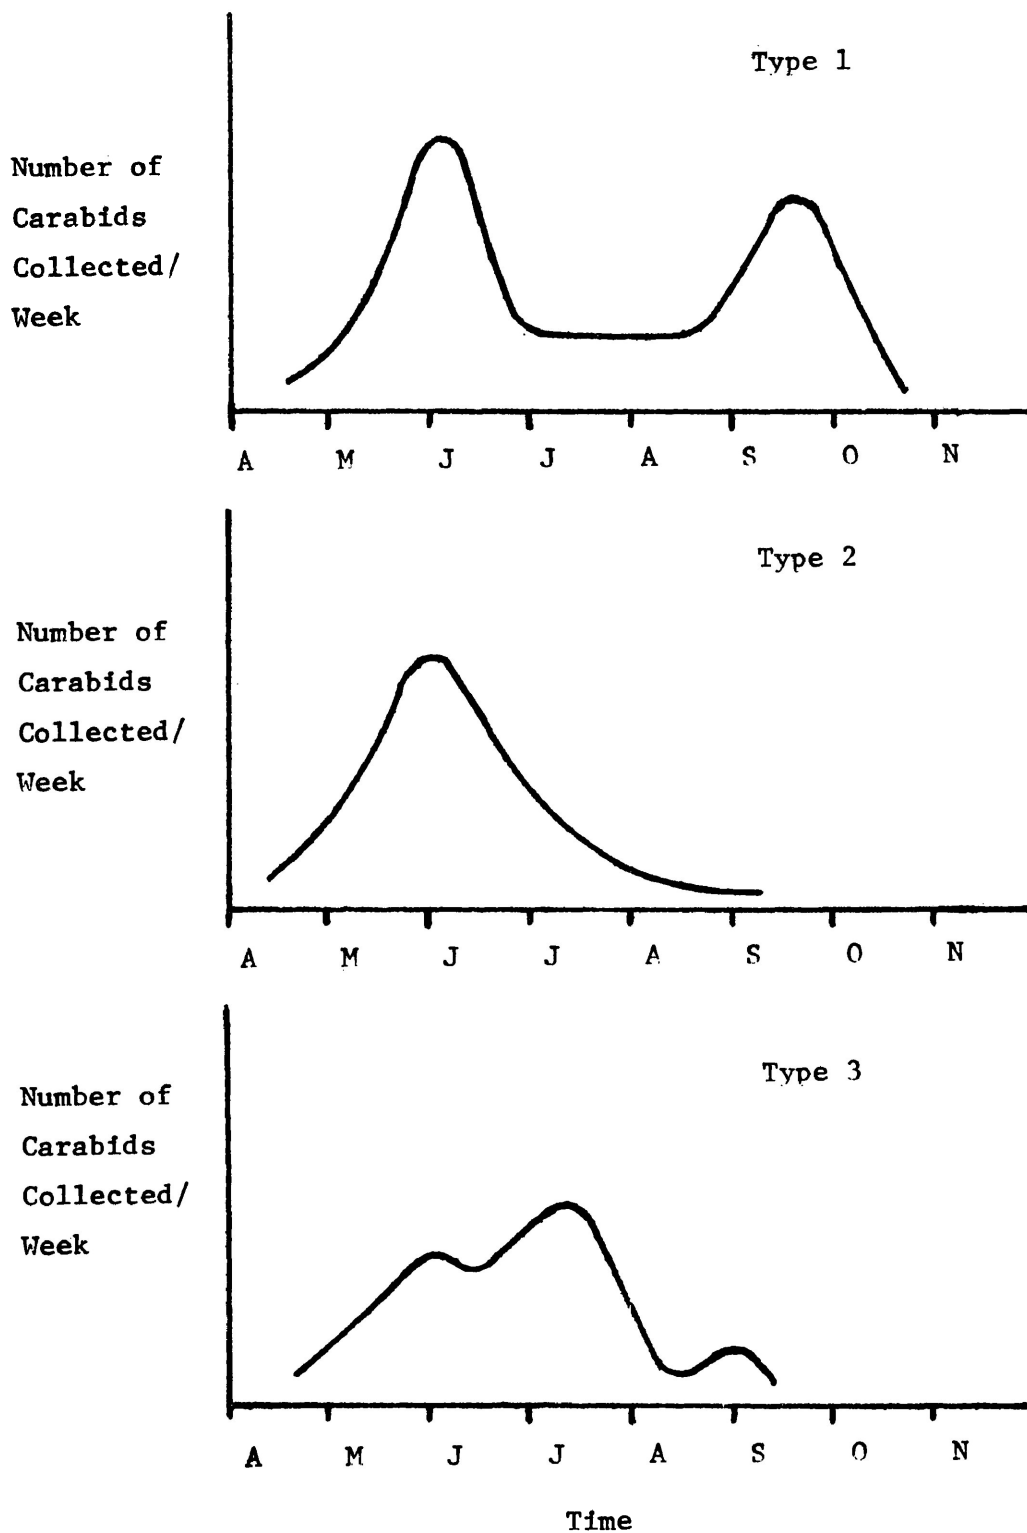 Type 1
Number of
Carabids
Collected/
Week
A M J J A S O N
Type 2
Number of
Carabids
Collected/
Week
A M J J A S O N
Type 3
Number of
Carabids
Collected/
Week
A M J J A S O N
Time